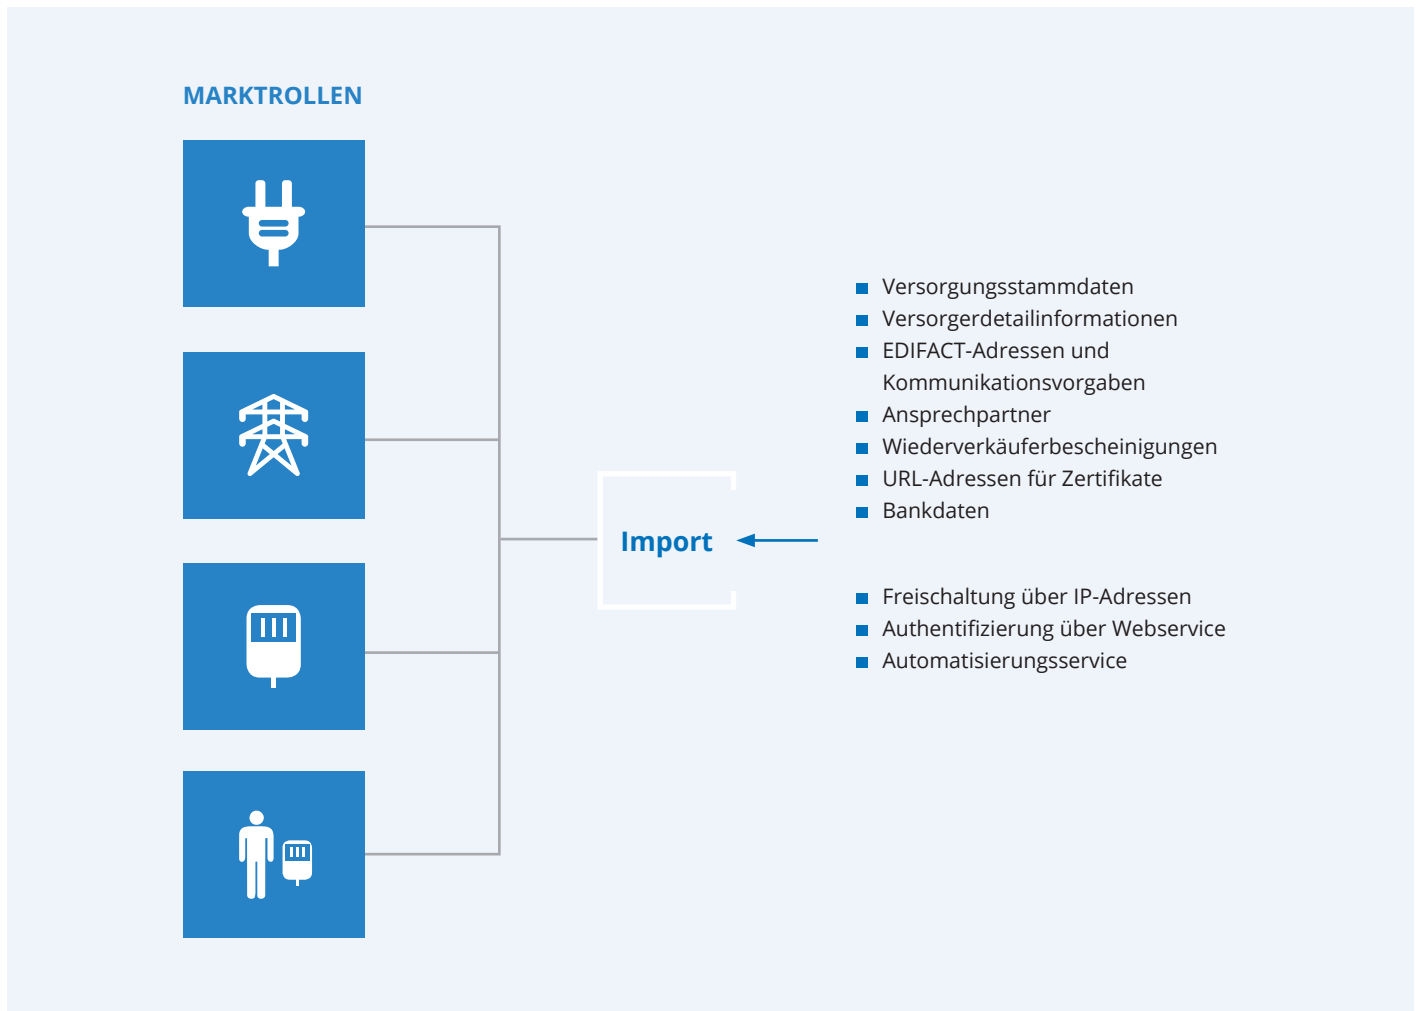 MARKTROLLEN
Import
Versorgungsstammdaten
Versorgerdetailinformationen
EDIFACT-Adressen und
Kommunikationsvorgaben
Ansprechpartner
Wiederverkäuferbescheinigungen
URL-Adressen für Zertifikate
Bankdaten
Freischaltung über IP-Adressen
Authentifizierung über Webservice
Automatisierungsservice